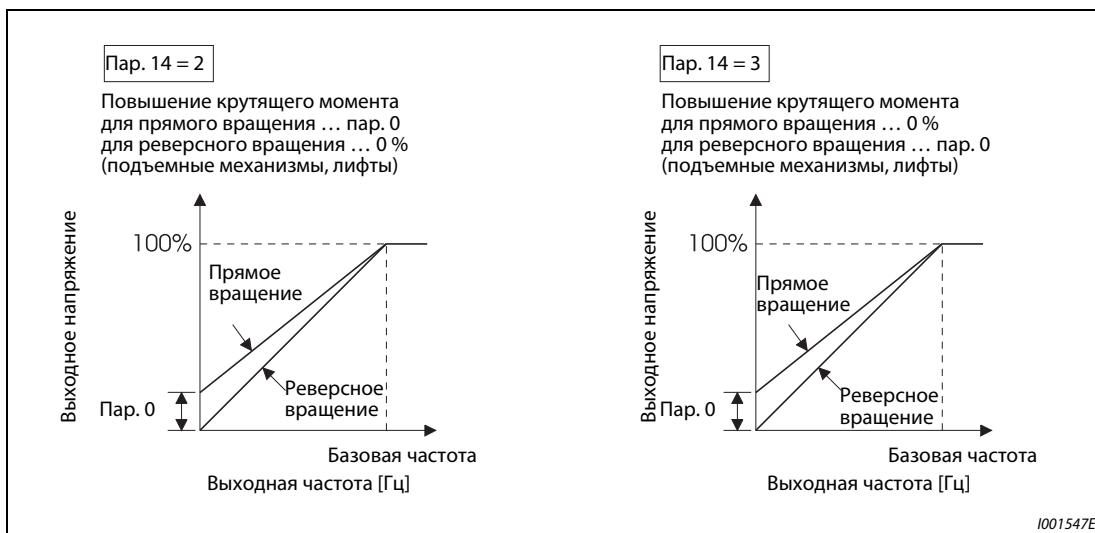 Пар. 14 = 2
Повышение крутящего момента
для прямого вращения … пар. 0
для реверсного вращения … 0 %
(подъемные механизмы, лифты)
Выходное напряжение
100%
Прямое
вращение
Реверсное
вращение
Пар. 0
Базовая частота
Выходная частота [Гц]
Пар. 14 = 3
Повышение крутящего момента
для прямого вращения … 0 %
для реверсного вращения … пар. 0
(подъемные механизмы, лифты)
Выходное напряжение
100%
Прямое
вращение
Реверсное
вращение
Пар. 0
Базовая частота
Выходная частота [Гц]
I001547E